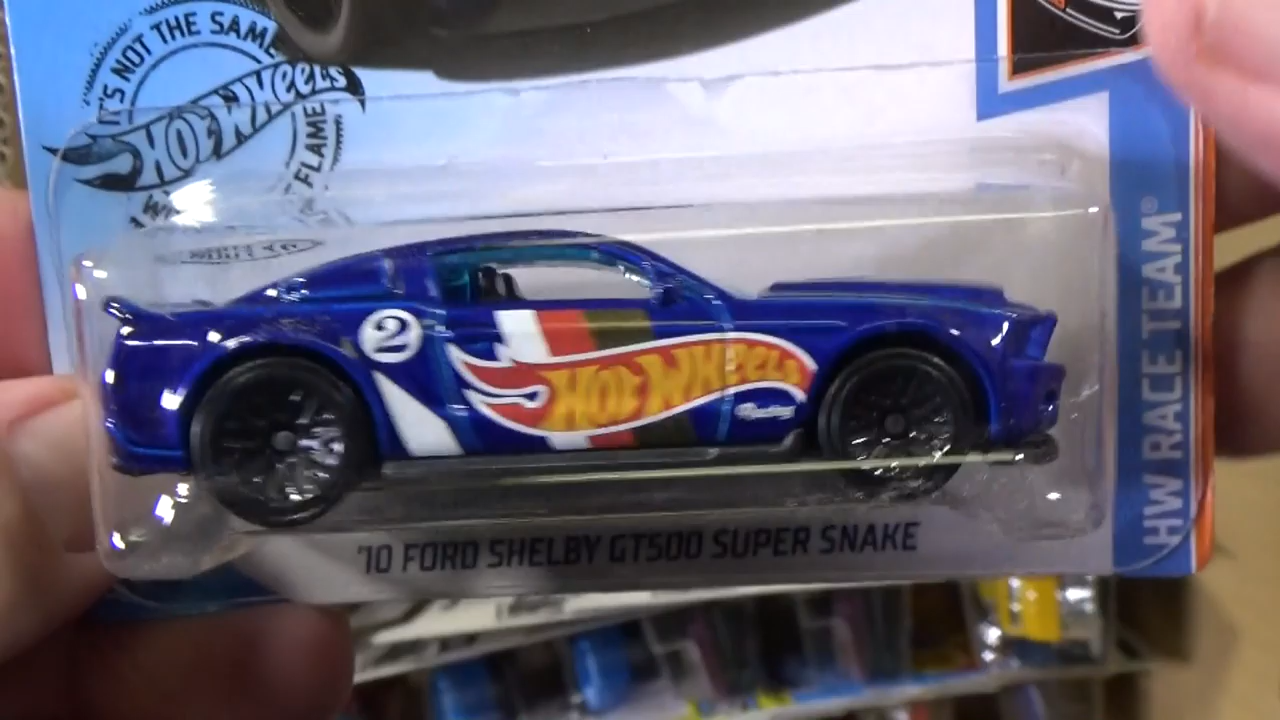 IT'S NOT THE SAME
HOT WHEELS
FLAME
2
HOT WHEELS
Racing
'10 FORD SHELBY GT500 SUPER SNAKE
HW RACE TEAM®